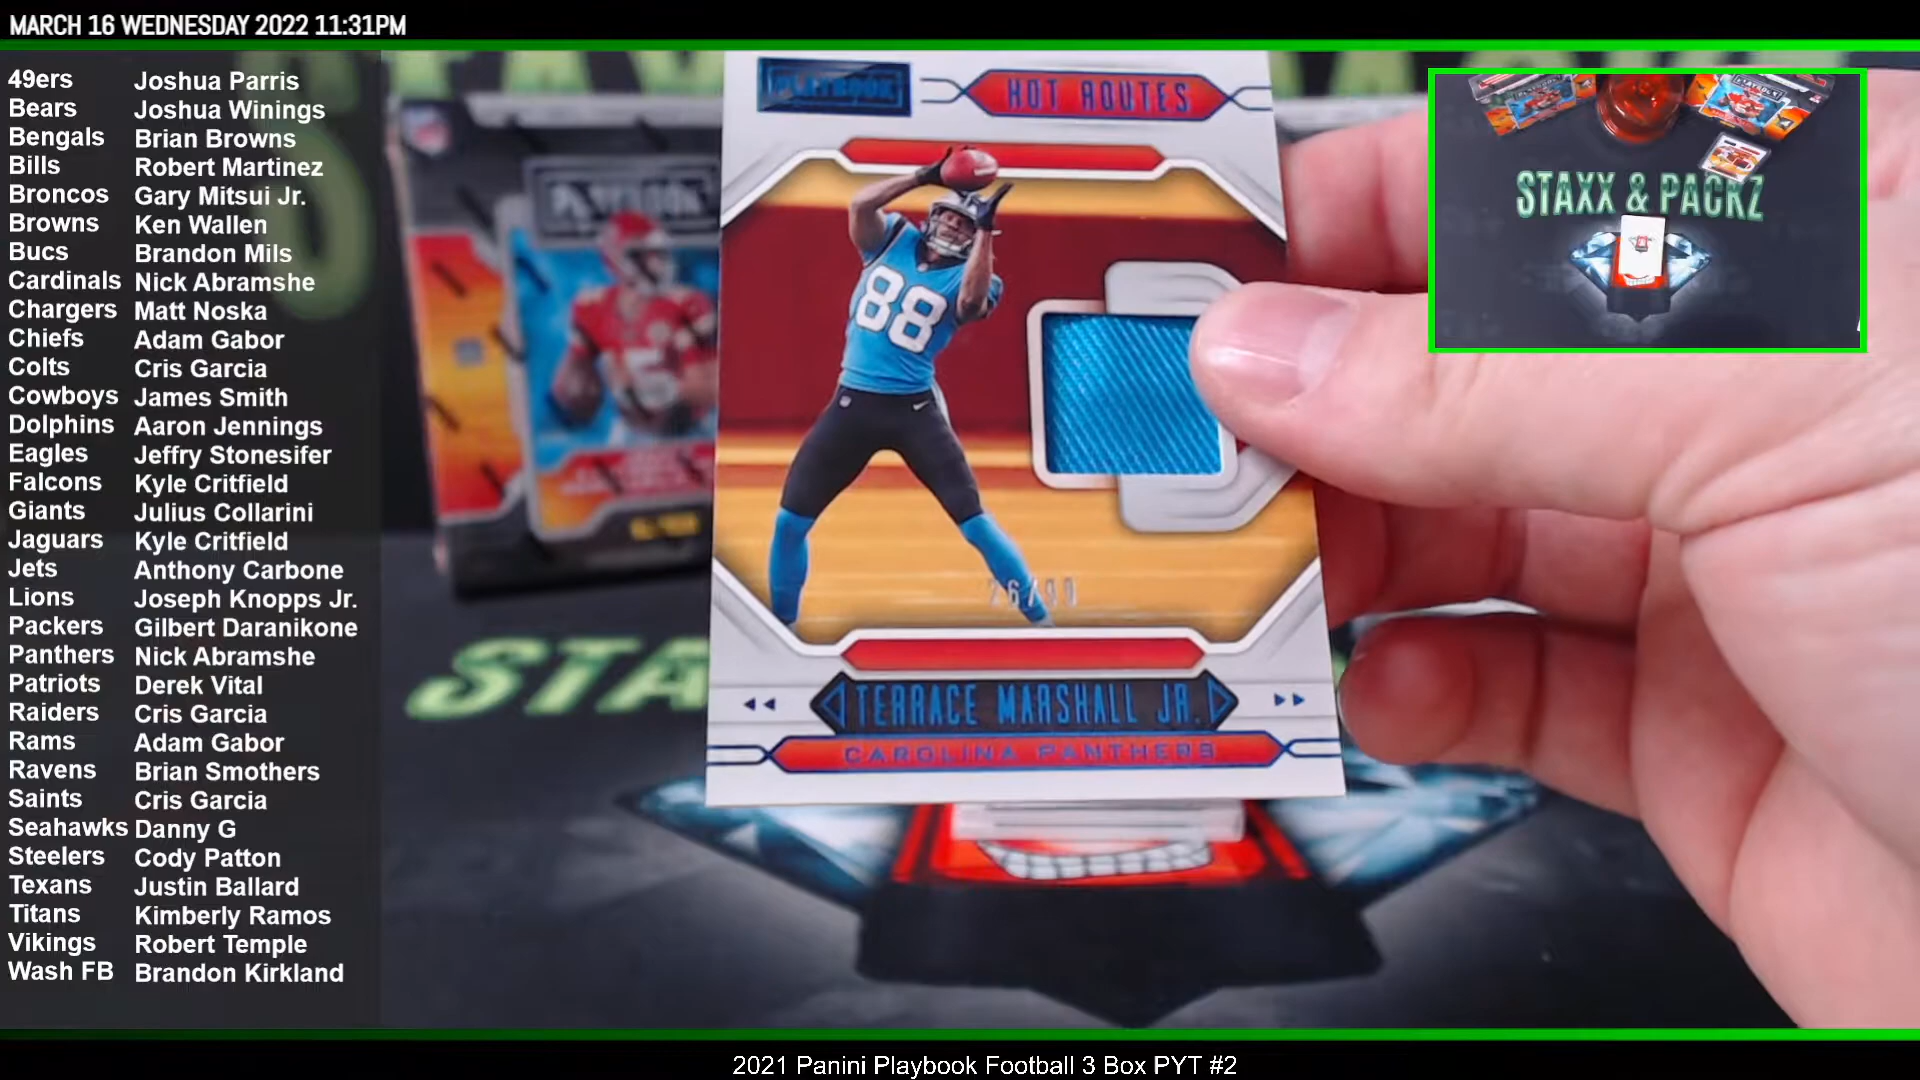 MARCH 16 WEDNESDAY 2022 11:31PM
49ers Joshua Parris
Bears Joshua Winings
Bengals Brian Browns
Bills Robert Martinez
Broncos Gary Mitsui Jr.
Browns Ken Wallen
Bucs Brandon Mils
Cardinals Nick Abramshe
Chargers Matt Noska
Chiefs Adam Gabor
Colts Cris Garcia
Cowboys James Smith
Dolphins Aaron Jennings
Eagles Jeffry Stonesifer
Falcons Kyle Critfield
Giants Julius Collarini
Jaguars Kyle Critfield
Jets Anthony Carbone
Lions Joseph Knopps Jr.
Packers Gilbert Daranikone
Panthers Nick Abramshe
Patriots Derek Vital
Raiders Cris Garcia
Rams Adam Gabor
Ravens Brian Smothers
Saints Cris Garcia
Seahawks Danny G
Steelers Cody Patton
Texans Justin Ballard
Titans Kimberly Ramos
Vikings Robert Temple
Wash FB Brandon Kirkland
PLAYBOOK
HOT ROUTES
88
TERRACE MARSHALL JR.
CAROLINA PANTHERS
PLAYBOOK
STA
STAXX & PACKZ
2021 Panini Playbook Football 3 Box PYT #2